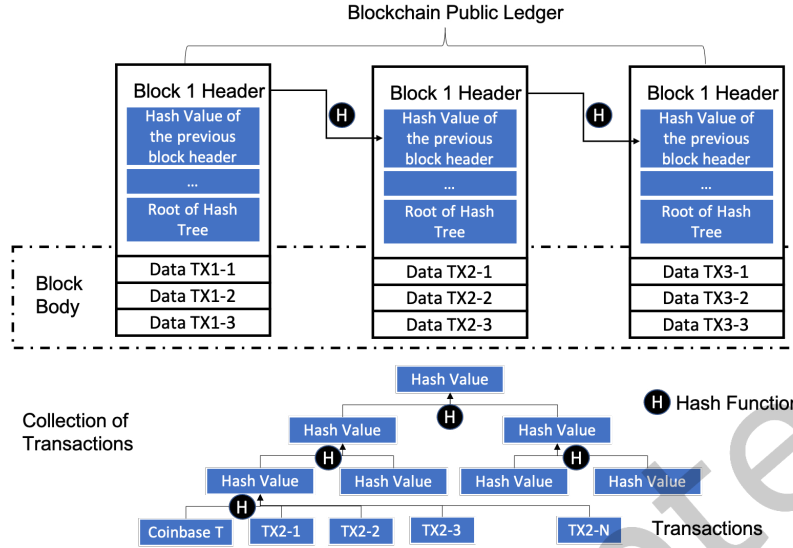 Blockchain Public Ledger
Block 1 Header
Hash Value of
the previous
block header
...
Root of Hash
Tree
Data TX1-1
Data TX1-2
Data TX1-3
H
Block 1 Header
Hash Value of
the previous
block header
...
Root of Hash
Tree
Data TX2-1
Data TX2-2
Data TX2-3
H
Block 1 Header
Hash Value of
the previous
block header
...
Root of Hash
Tree
Data TX3-1
Data TX3-2
Data TX3-3
Block
Body
Hash Value
H
H Hash Function
Collection of
Transactions
Hash Value
Hash Value
H
H
Hash Value
Hash Value
Hash Value
Hash Value
H
Coinbase T
TX2-1
TX2-2
TX2-3
TX2-N
Transactions